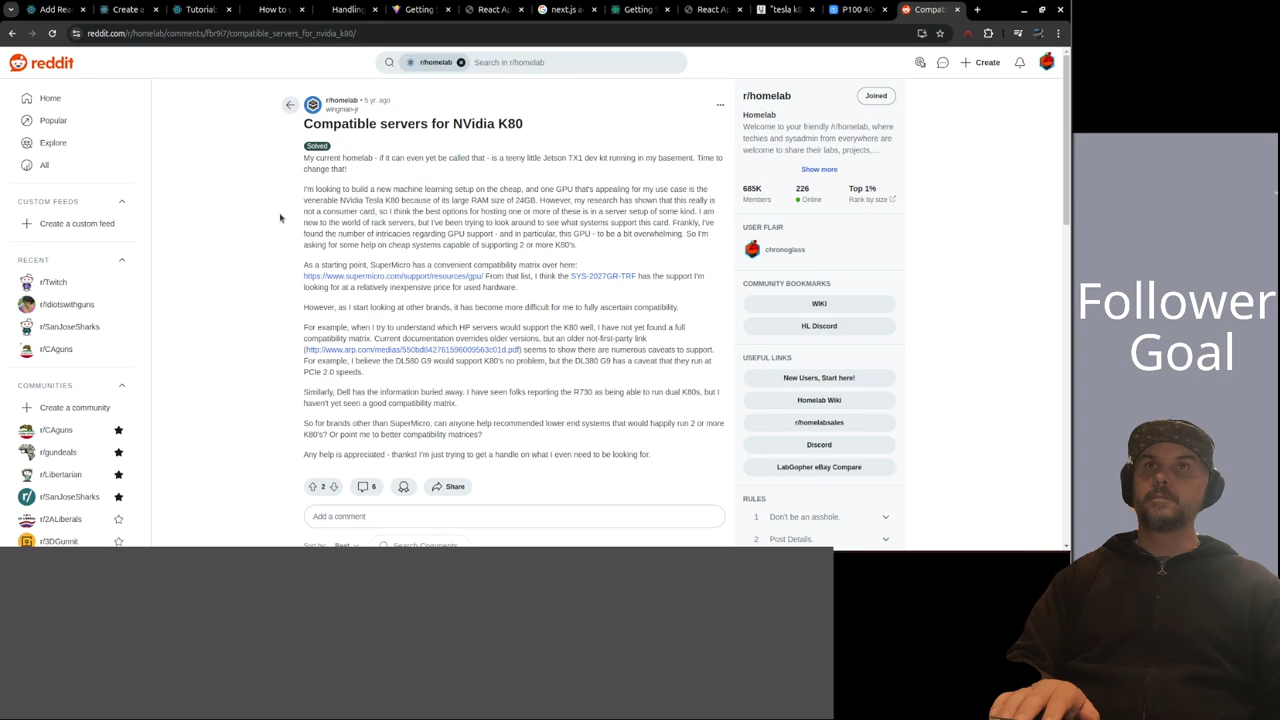 Add Rea
Create a
Tutorial:
How to u
Handling
Getting S
React Ap
next.js a
Getting S
React Ap
"tesla k8
P100 40
Compat
reddit.com/r/homelab/comments/fbr9i7/compatible_servers_for_nvidia_k80/
reddit
r/homelab
Search in r/homelab
Create
Home
Popular
Explore
All
CUSTOM FEEDS
Create a custom feed
RECENT
r/Twitch
r/idiotswithguns
r/SanJoseSharks
r/CAguns
COMMUNITIES
Create a community
r/CAguns
r/gundeals
r/Libertarian
r/SanJoseSharks
r/2ALiberals
r/3DGunnit
r/homelab • 5 yr. ago
wingman-jr
Compatible servers for NVidia K80
Solved
My current homelab - if it can even yet be called that - is a teeny little Jetson TX1 dev kit running in my basement. Time to
change that!
I'm looking to build a new machine learning setup on the cheap, and one GPU that's appealing for my use case is the
venerable NVidia Tesla K80 because of its large RAM size of 24GB. However, my research has shown that this really is
not a consumer card, so I think the best options for hosting one or more of these is in a server setup of some kind. I am
new to the world of rack servers, but I've been trying to look around to see what systems support this card. Frankly, I've
found the number of intricacies regarding GPU support - and in particular, this GPU - to be a bit overwhelming. So I'm
asking for some help on cheap systems capable of supporting 2 or more K80's.
As a starting point, SuperMicro has a convenient compatibility matrix over here:
https://www.supermicro.com/support/resources/gpu/ From that list, I think the SYS-2027GR-TRF has the support I'm
looking for at a relatively inexpensive price for used hardware.
However, as I start looking at other brands, it has become more difficult for me to fully ascertain compatibility.
For example, when I try to understand which HP servers would support the K80 well, I have not yet found a full
compatibility matrix. Current documentation overrides older versions, but an older not-first-party link
(http://www.arp.com/medias/550bd842761596009563c01d.pdf) seems to show there are numerous caveats to support.
For example, I believe the DL580 G9 would support K80's no problem, but the DL380 G9 has a caveat that they run at
PCIe 2.0 speeds.
Similarly, Dell has the information buried away. I have seen folks reporting the R730 as being able to run dual K80s, but I
haven't yet seen a good compatibility matrix.
So for brands other than SuperMicro, can anyone help recommended lower end systems that would happily run 2 or more
K80's? Or point me to better compatibility matrices?
Any help is appreciated - thanks! I'm just trying to get a handle on what I even need to be looking for.
2
6
Share
Add a comment
Sort by: Best
Search Comments
r/homelab
Joined
Homelab
Welcome to your friendly /r/homelab, where
techies and sysadmin from everywhere are
welcome to share their labs, projects,...
Show more
685K
226
Top 1%
Members
Online
Rank by size
USER FLAIR
chronoglass
COMMUNITY BOOKMARKS
WIKI
HL Discord
USEFUL LINKS
New Users, Start here!
Homelab Wiki
r/homelabsales
Discord
LabGopher eBay Compare
RULES
1 Don't be an asshole.
2 Post Details.
Follower
Goal